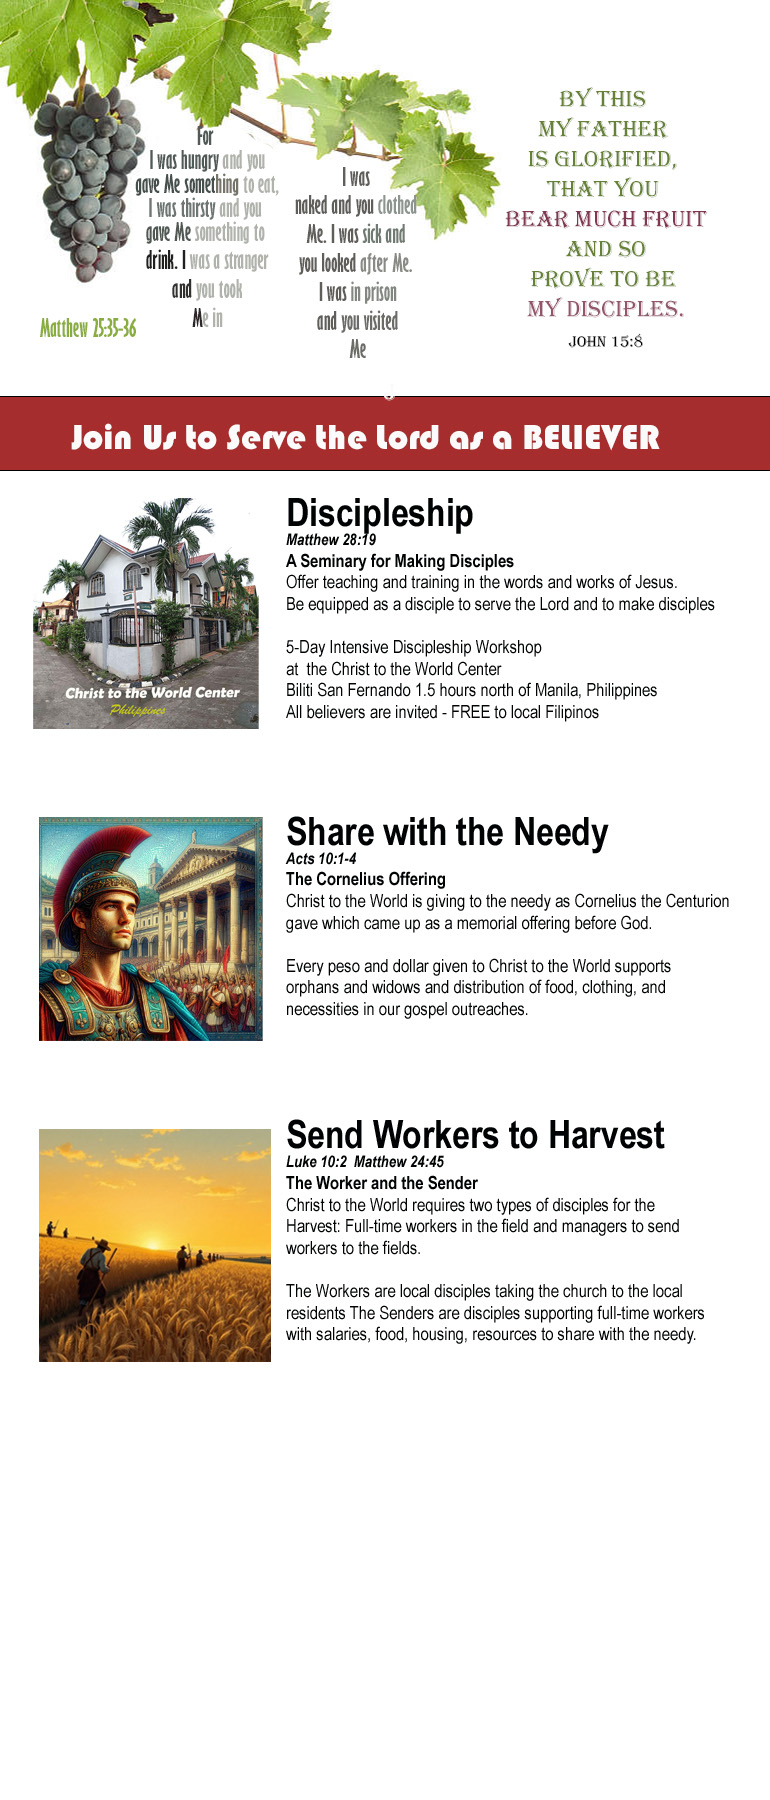 For
I was hungry and you
gave Me something to eat,
I was thirsty and you
gave Me something to
drink. I was a stranger
and you took
Me in
Matthew 25:35-36
I was
naked and you clothed
Me. I was sick and
you looked after Me.
I was in prison
and you visited
Me
BY THIS
MY FATHER
IS GLORIFIED,
THAT YOU
BEAR MUCH FRUIT
AND SO
PROVE TO BE
MY DISCIPLES.
JOHN 15:8
Join Us to Serve the Lord as a BELIEVER
Christ to the World Center
Philippines
Discipleship
Matthew 28:19
A Seminary for Making Disciples
Offer teaching and training in the words and works of Jesus.
Be equipped as a disciple to serve the Lord and to make disciples
5-Day Intensive Discipleship Workshop
at the Christ to the World Center
Biliti San Fernando 1.5 hours north of Manila, Philippines
All believers are invited - FREE to local Filipinos
Share with the Needy
Acts 10:1-4
The Cornelius Offering
Christ to the World is giving to the needy as Cornelius the Centurion
gave which came up as a memorial offering before God.
Every peso and dollar given to Christ to the World supports
orphans and widows and distribution of food, clothing, and
necessities in our gospel outreaches.
Send Workers to Harvest
Luke 10:2 Matthew 24:45
The Worker and the Sender
Christ to the World requires two types of disciples for the
Harvest: Full-time workers in the field and managers to send
workers to the fields.
The Workers are local disciples taking the church to the local
residents The Senders are disciples supporting full-time workers
with salaries, food, housing, resources to share with the needy.